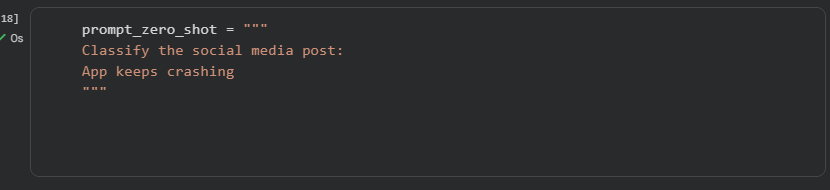 18]
0s
prompt_zero_shot = """
Classify the social media post:
App keeps crashing
"""